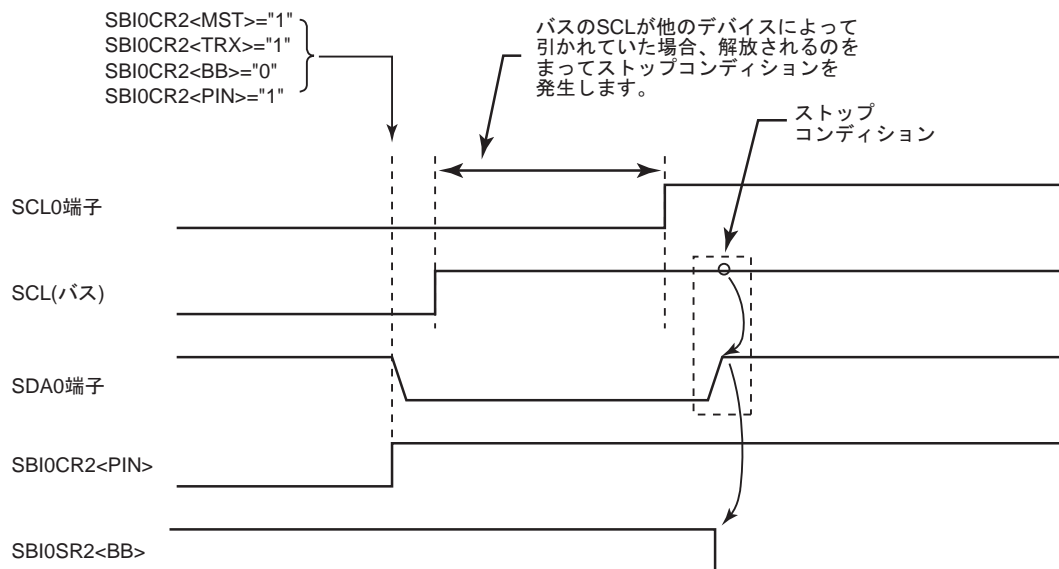 SBI0CR2<MST>="1"
SBI0CR2<TRX>="1"
SBI0CR2<BB>="0"
SBI0CR2<PIN>="1"
バスのSCLが他のデバイスによって
引かれていた場合、解放されるのを
まってストップコンディションを
発生します。
ストップ
コンディション
SCL0端子
SCL(バス)
SDA0端子
SBI0CR2<PIN>
SBI0SR2<BB>